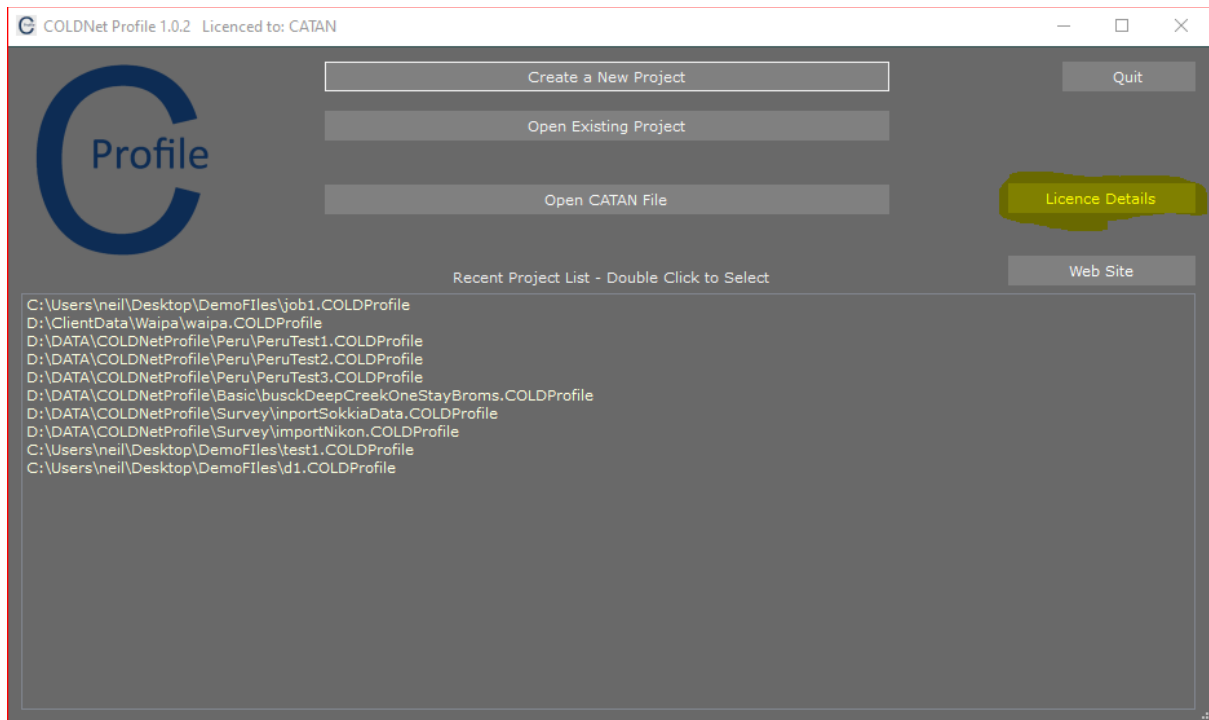 COLDNet Profile 1.0.2 Licenced to: CATAN
C Profile
Create a New Project
Quit
Open Existing Project
Open CATAN File
Licence Details
Web Site
Recent Project List - Double Click to Select
C:\Users\neil\Desktop\DemoFIles\job1.COLDProfile
D:\ClientData\Waipa\waipa.COLDProfile
D:\DATA\COLDNetProfile\Peru\PeruTest1.COLDProfile
D:\DATA\COLDNetProfile\Peru\PeruTest2.COLDProfile
D:\DATA\COLDNetProfile\Peru\PeruTest3.COLDProfile
D:\DATA\COLDNetProfile\Basic\busckDeepCreekOneStayBroms.COLDProfile
D:\DATA\COLDNetProfile\Survey\inportSokkiaData.COLDProfile
D:\DATA\COLDNetProfile\Survey\importNikon.COLDProfile
C:\Users\neil\Desktop\DemoFIles\test1.COLDProfile
C:\Users\neil\Desktop\DemoFIles\d1.COLDProfile